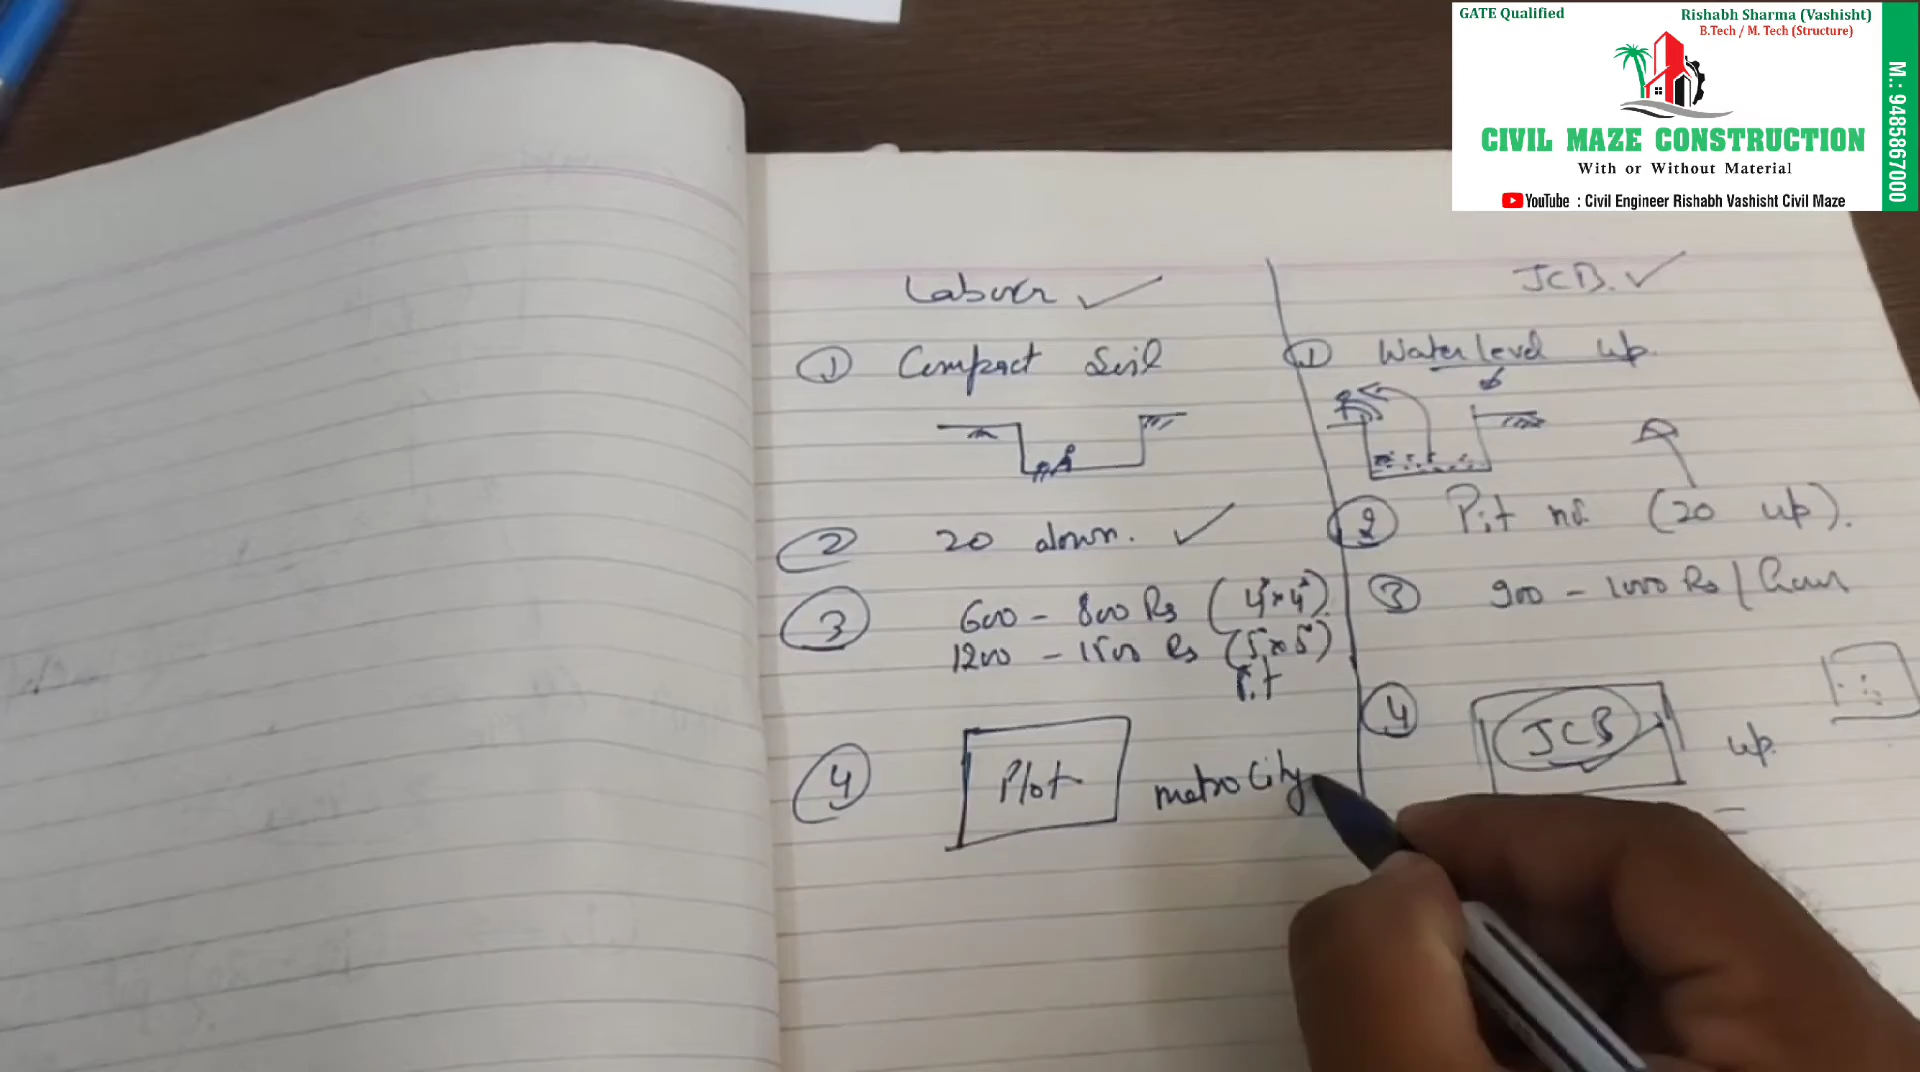 GATE Qualified
Rishabh Sharma (Vashisht)
B.Tech / M. Tech (Structure)
CIVIL MAZE CONSTRUCTION
With or Without Material
YouTube : Civil Engineer Rishabh Vashisht Civil Maze
M.: 9485867000
Labour ✓
① Compact Soil
② 20 down. ✓
③ 600 - 800 Rs (4'×4')
1200 - 1500 Rs (5'×5')
Pit
④ Plot metrocity
JCB. ✓
① Water level up.
② Pit no. (20 up).
③ 900 - 1000 Rs / hour
④ JCB up.